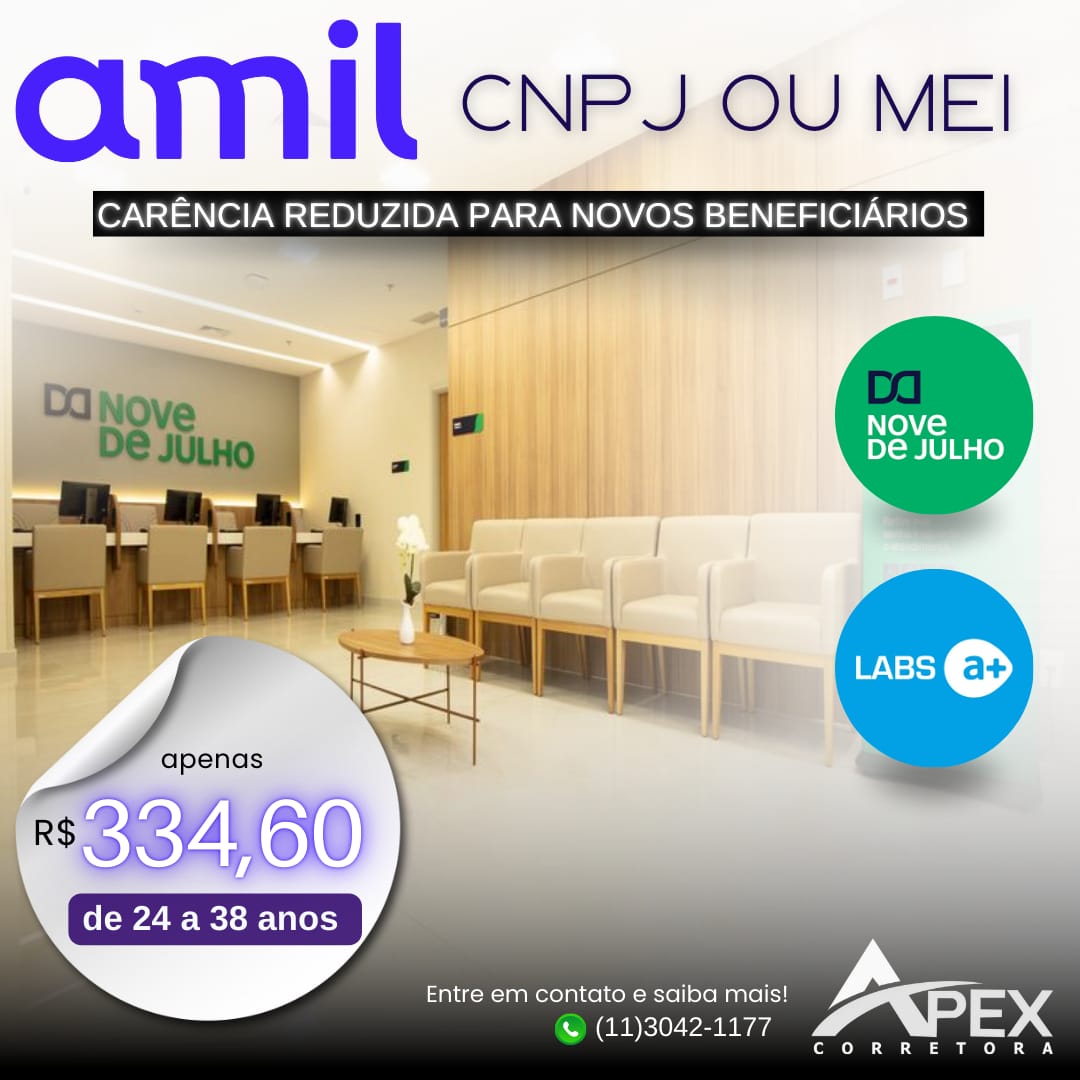 amil
CNPJ OU MEI
CARÊNCIA REDUZIDA PARA NOVOS BENEFICIÁRIOS
NOVe
De JULHO
NOVe
De JULHO
LABS a+
apenas
R$ 334,60
de 24 a 38 anos
Entre em contato e saiba mais!
(11)3042-1177
APEX
CORRETORA